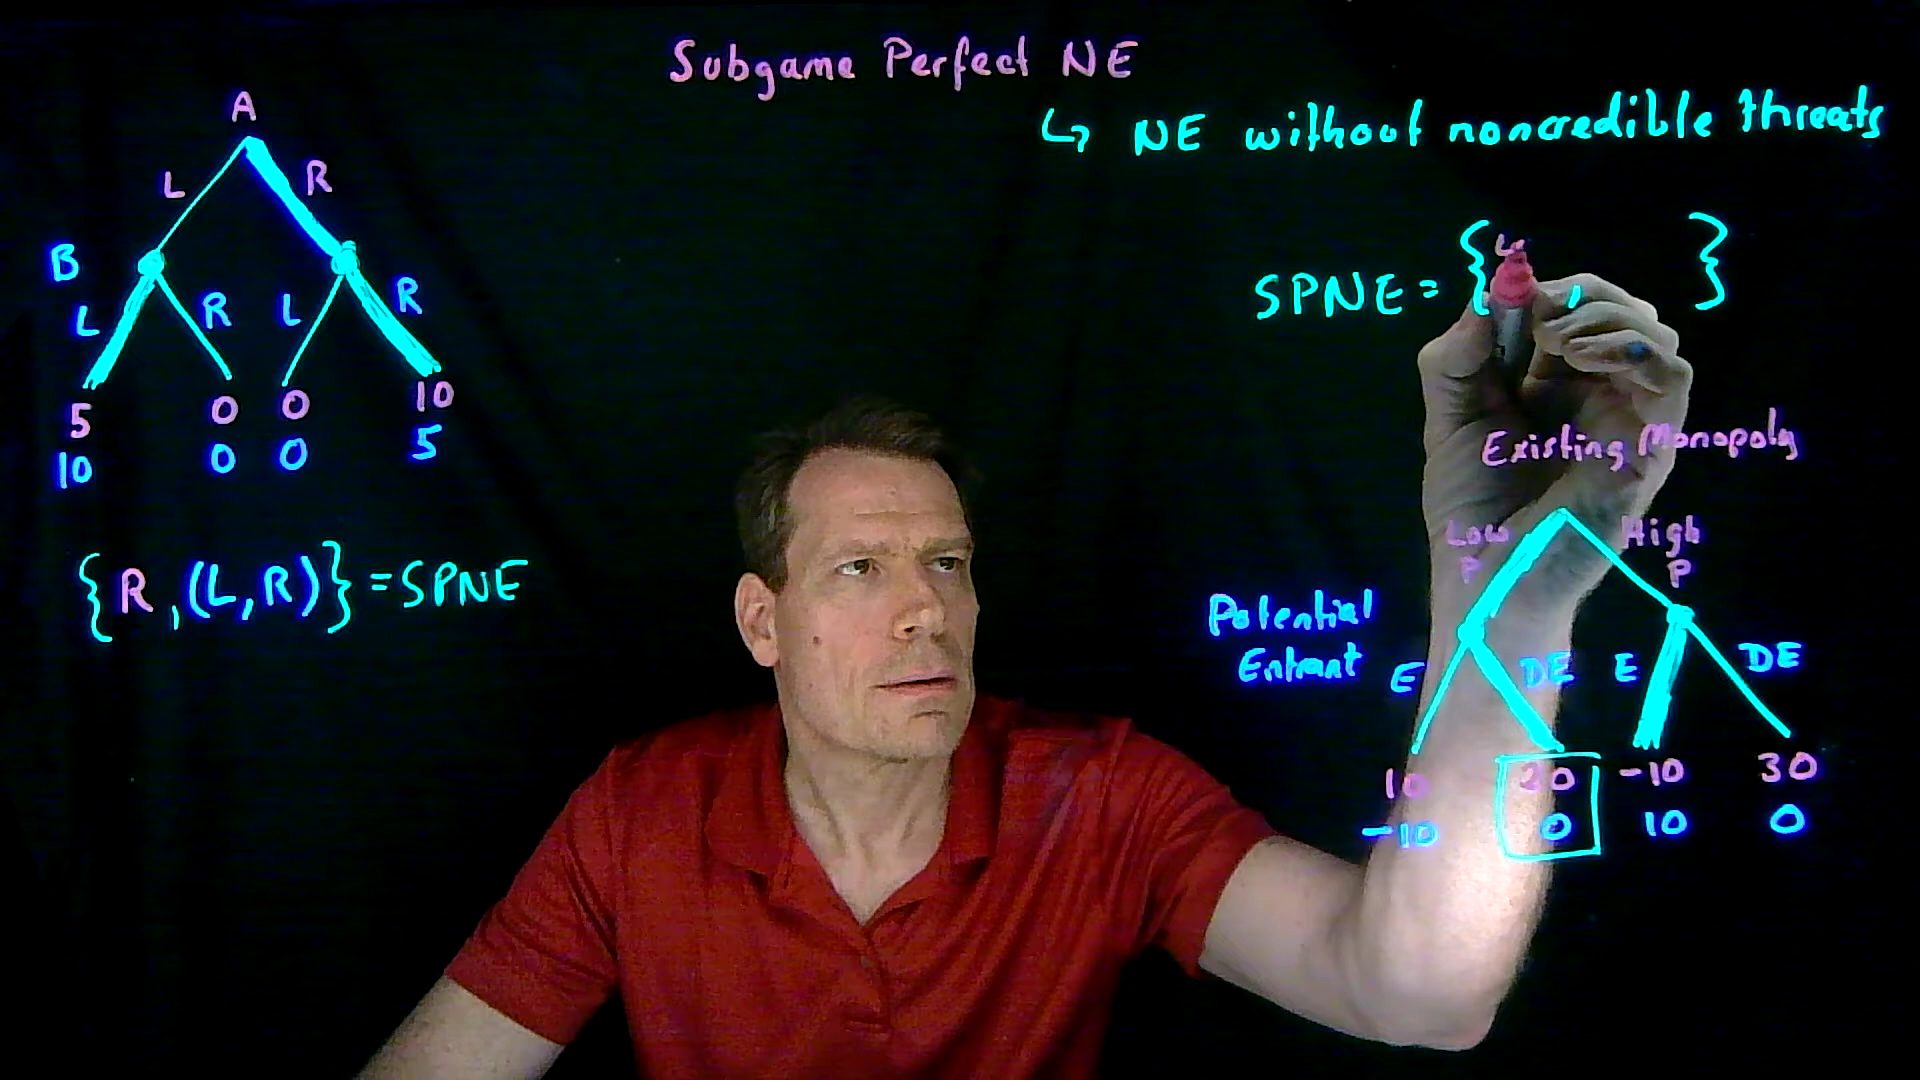 Subgame Perfect NE
↳ NE without noncredible threats
A
L R
B
L R L R
5 0 0 10
10 0 0 5
{R,(L,R)}=SPNE
SPNE={Lo , }
Existing Monopoly
Low P High P
Potential Entrant
E DE E DE
10 20 -10 30
-10 0 10 0